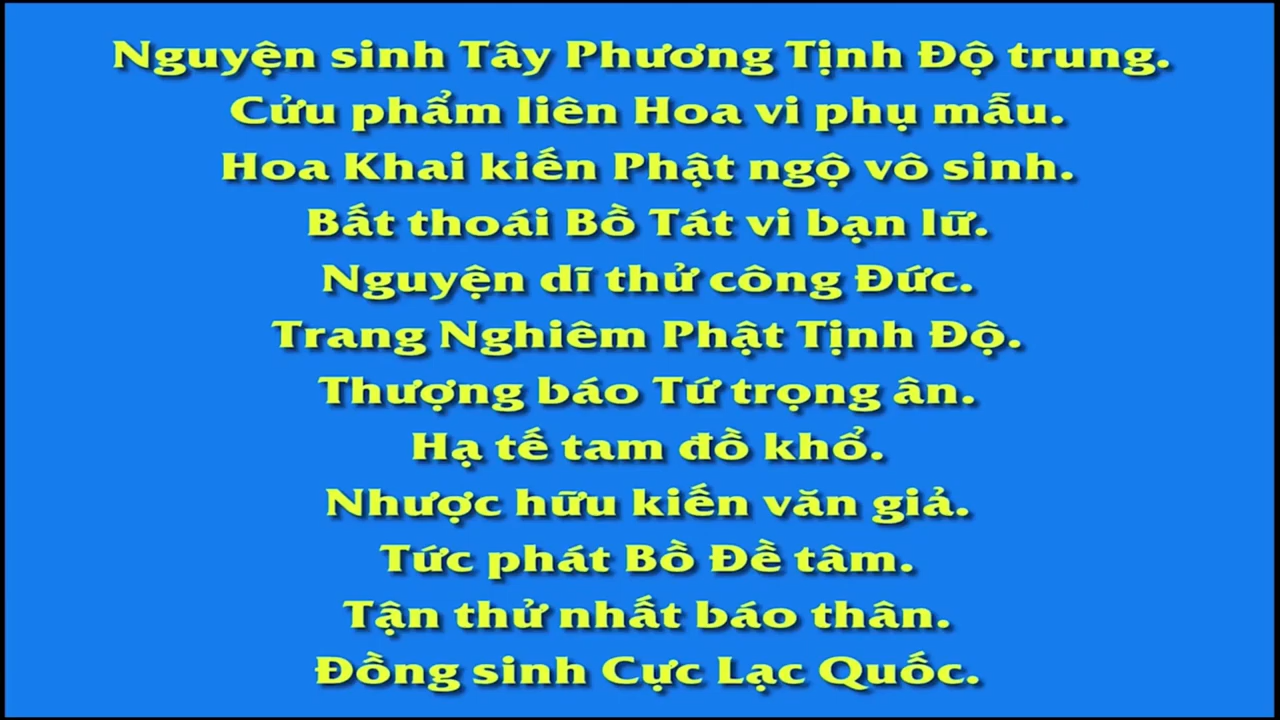 Nguyện sinh Tây Phương Tịnh Độ trung.
Cửu phẩm liên Hoa vi phụ mẫu.
Hoa Khai kiến Phật ngộ vô sinh.
Bất thoái Bồ Tát vi bạn lữ.
Nguyện dĩ thử công Đức.
Trang Nghiêm Phật Tịnh Độ.
Thượng báo Tứ trọng ân.
Hạ tế tam đồ khổ.
Nhược hữu kiến văn giả.
Tức phát Bồ Đề tâm.
Tận thử nhất báo thân.
Đồng sinh Cực Lạc Quốc.